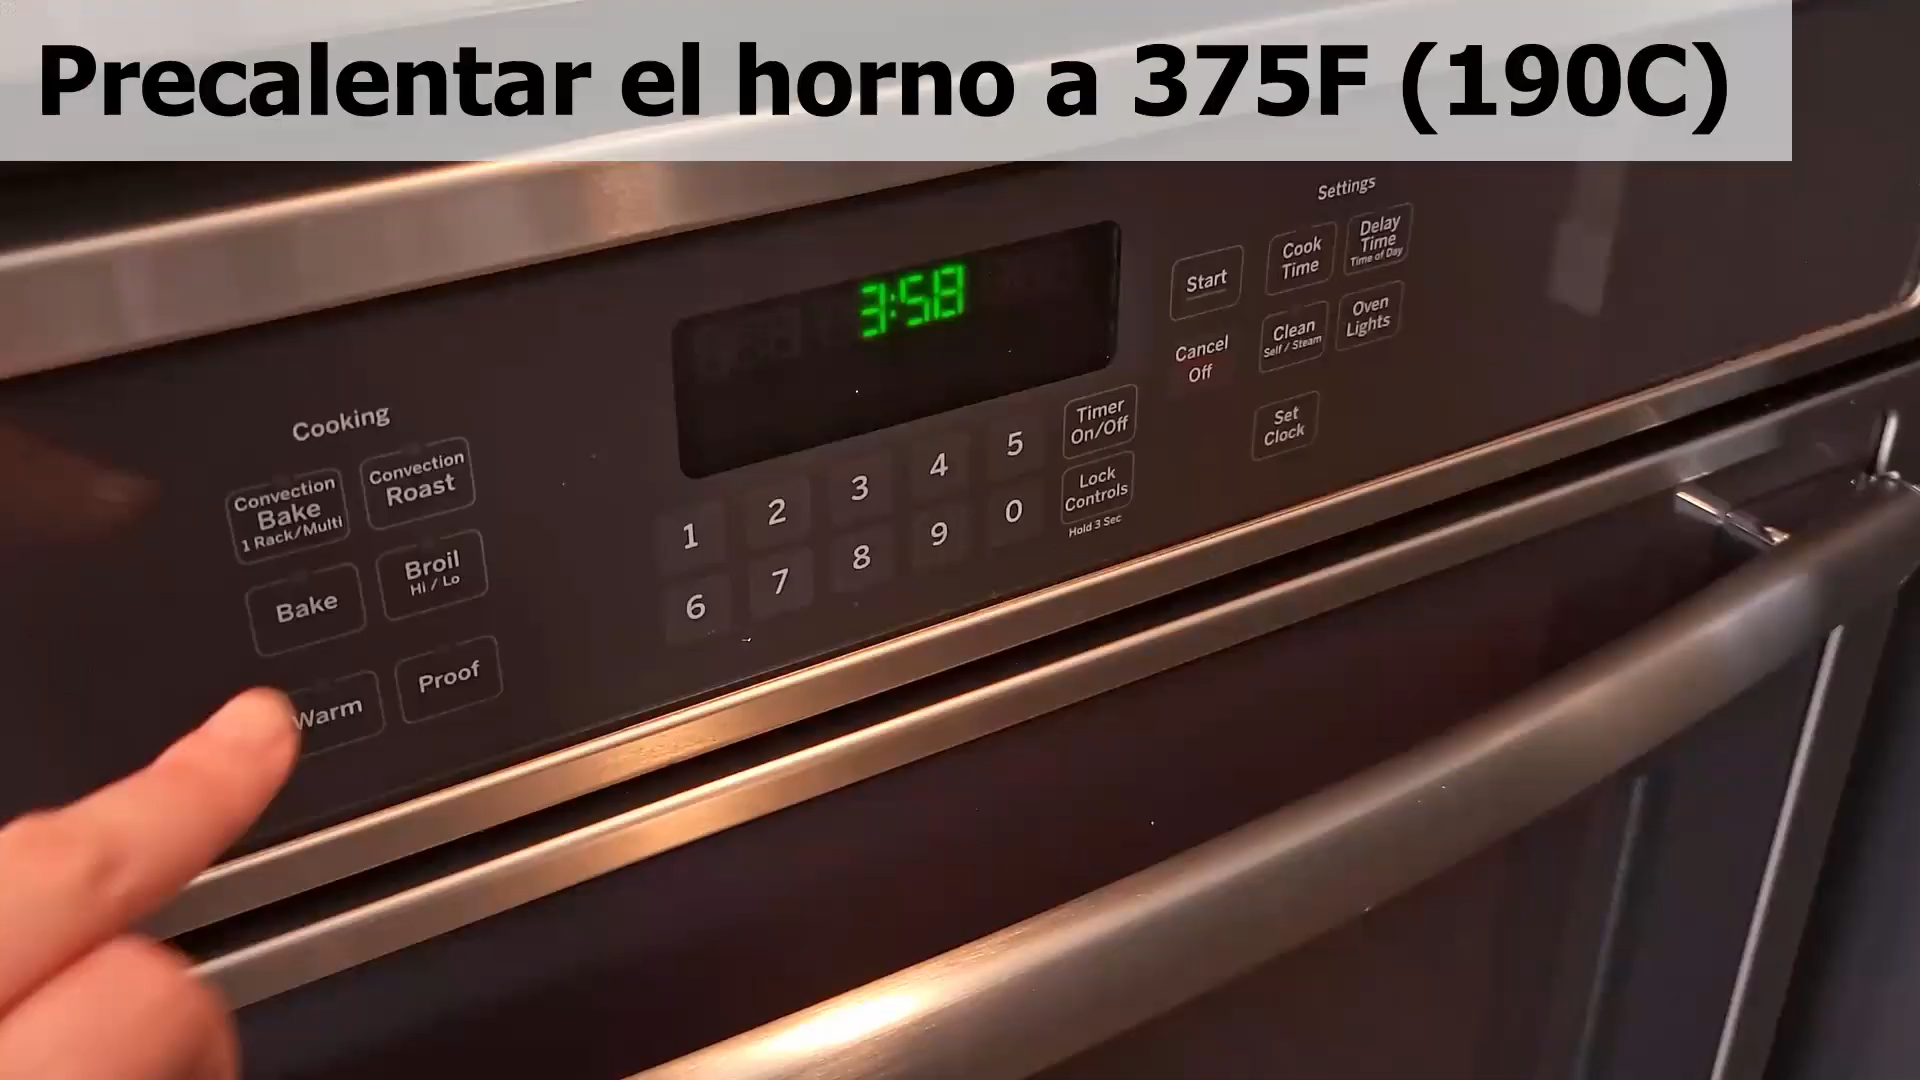 Precalentar el horno a 375F (190C)
Settings
Start
Cook
Time
Delay
Time
Time of Day
Cancel
Off
Clean
Self / Steam
Oven
Lights
Set
Clock
3:58
Cooking
Convection
Bake
1 Rack/Multi
Convection
Roast
Bake
Broil
Hi / Lo
Warm
Proof
1 2 3 4 5
6 7 8 9 0
Timer
On/Off
Lock
Controls
Hold 3 Sec